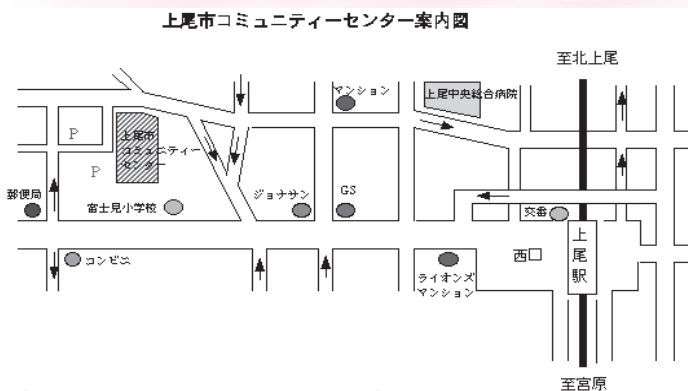 上尾市コミュニティーセンター案内図
至北上尾
マンション
上尾中央総合病院
P
上尾市
コミュニティー
センター
P
郵便局
富士見小学校
ジョナサン
GS
交番
コンビニ
ライオンズ
マンション
西口
上尾駅
至宮原